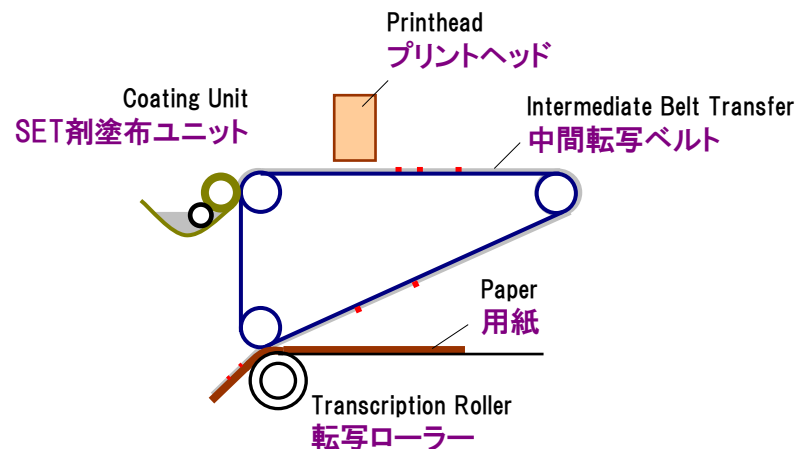 Printhead
プリントヘッド
Coating Unit
SET剤塗布ユニット
Intermediate Belt Transfer
中間転写ベルト
Paper
用紙
Transcription Roller
転写ローラー